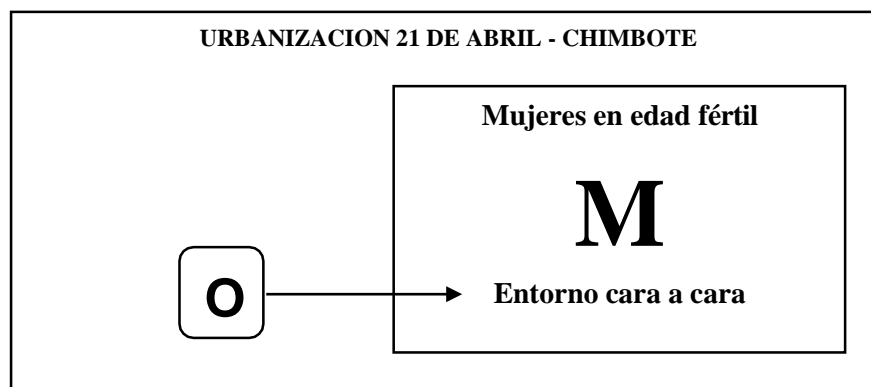 URBANIZACION 21 DE ABRIL - CHIMBOTE
Mujeres en edad fértil
M
O
Entorno cara a cara